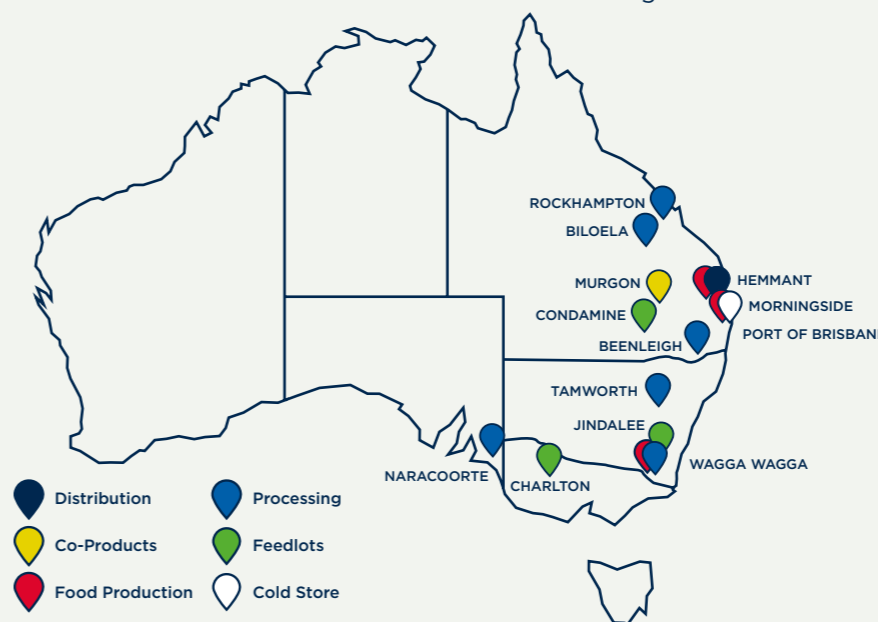 ROCKHAMPTON
BILOELA
MURGON
HEMMANT
CONDAMINE
MORNINGSIDE
BEENLEIGH
PORT OF BRISBAN
TAMWORTH
JINDALEE
WAGGA WAGGA
NARACOORTE
CHARLTON
Distribution
Processing
Co-Products
Feedlots
Food Production
Cold Store